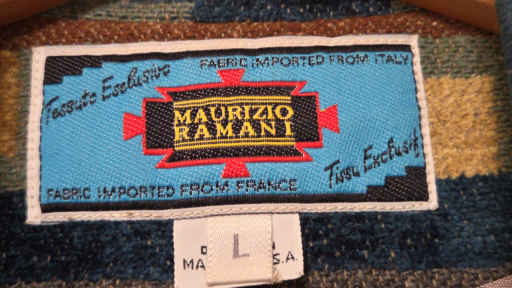 FABRIC IMPORTED FROM ITALY
Tessuto Esclusivo
MAURIZIO
RAMANI
Tissu Exclusif
FABRIC IMPORTED FROM FRANCE
L